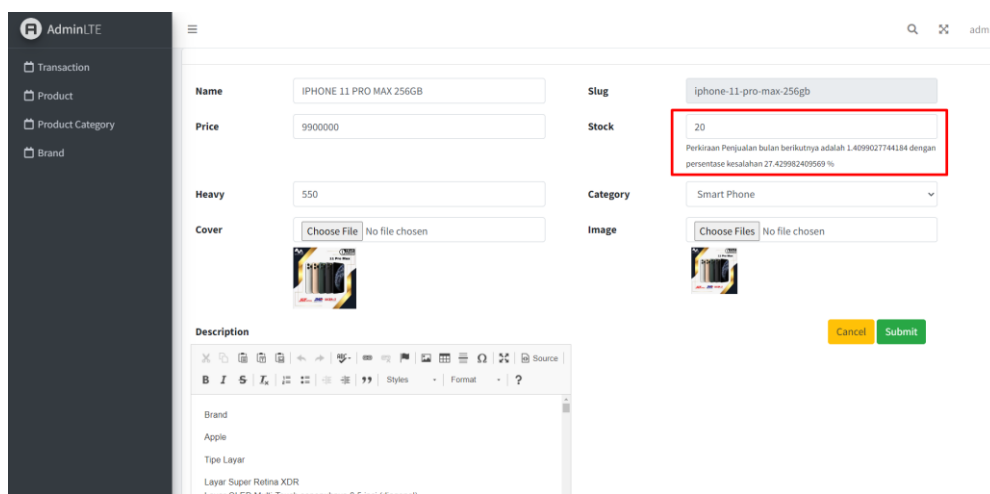 AdminLTE
adm
Transaction
Product
Product Category
Brand
Name IPHONE 11 PRO MAX 256GB Slug iphone-11-pro-max-256gb
Price 9900000 Stock 20
Perkiraan Penjualan bulan berikutnya adalah 1.4099027744184 dengan
persentase kesalahan 27.429982409569 %
Heavy 550 Category Smart Phone
Cover Choose File No file chosen Image Choose Files No file chosen
Description Cancel Submit
Source
B I S Styles Format ?
Brand
Apple
Tipe Layar
Layar Super Retina XDR